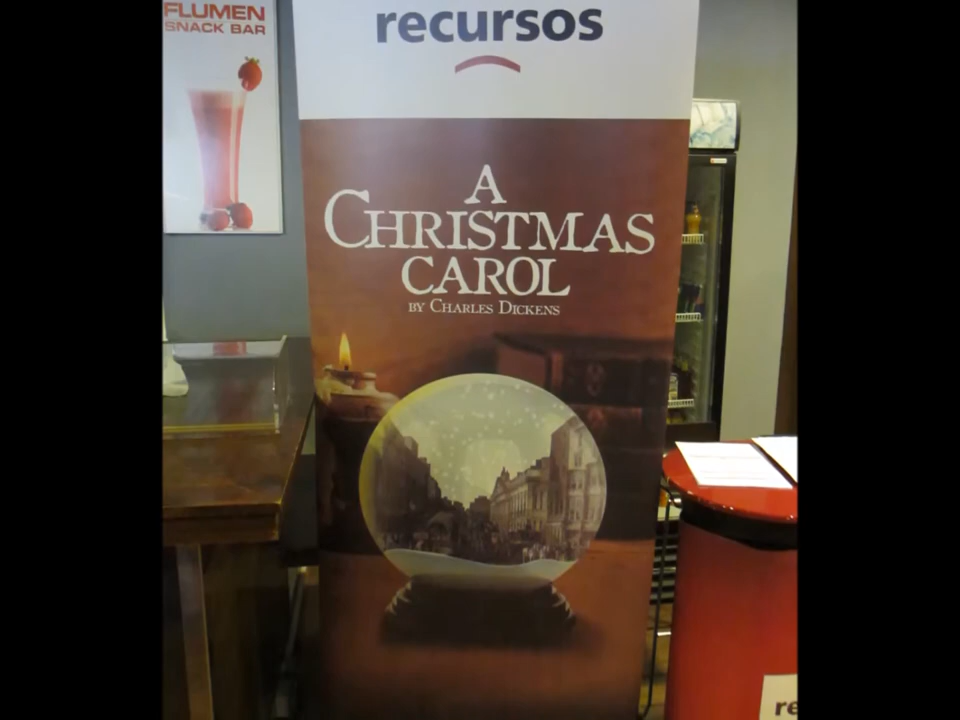 FLUMEN
SNACK BAR
recursos
A
CHRISTMAS
CAROL
BY CHARLES DICKENS
re